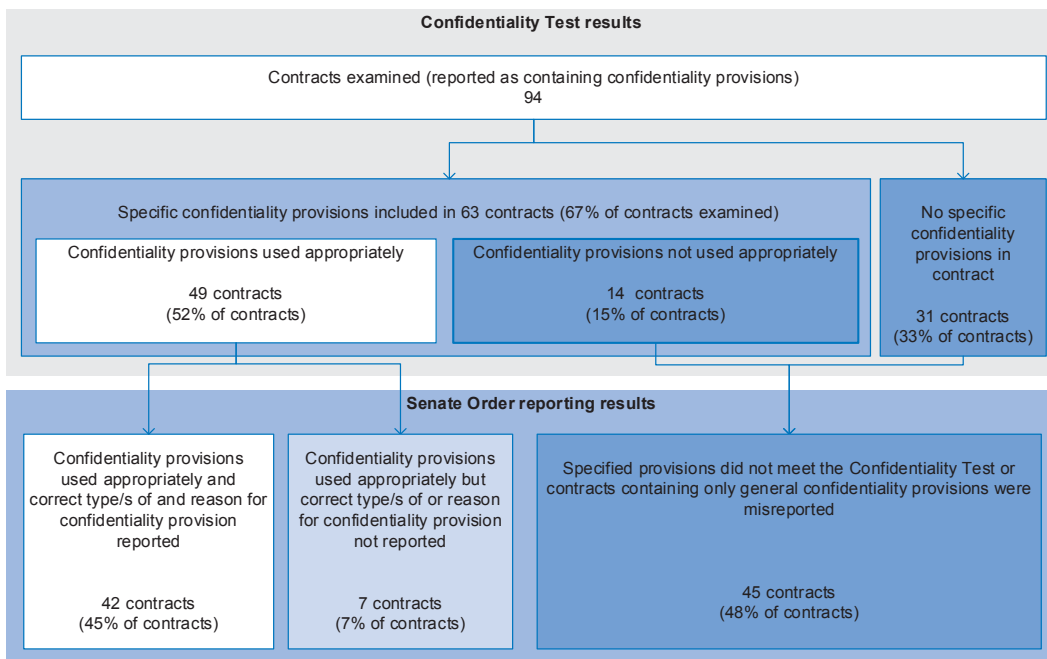 Confidentiality Test results
Contracts examined (reported as containing confidentiality provisions)
94
Specific confidentiality provisions included in 63 contracts (67% of contracts examined)
Confidentiality provisions used appropriately
49 contracts
(52% of contracts)
Confidentiality provisions not used appropriately
14 contracts
(15% of contracts)
No specific
confidentiality
provisions in
contract
31 contracts
(33% of contracts)
Senate Order reporting results
Confidentiality provisions
used appropriately and
correct type/s of and reason for
confidentiality provision
reported
42 contracts
(45% of contracts)
Confidentiality provisions
used appropriately but
correct type/s of or reason
for confidentiality provision
not reported
7 contracts
(7% of contracts)
Specified provisions did not meet the Confidentiality Test or
contracts containing only general confidentiality provisions were
misreported
45 contracts
(48% of contracts)